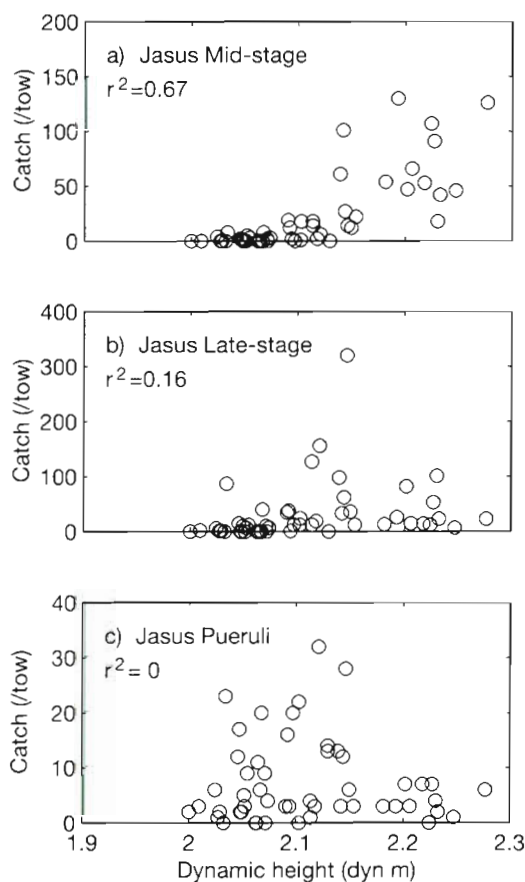 200
a) Jasus Mid-stage
r²=0.67
150
100
50
0
Catch (/tow)
400
b) Jasus Late-stage
r²=0.16
300
200
100
0
Catch (/tow)
40
c) Jasus Pueruli
r²= 0
30
20
10
0
Catch (/tow)
1.9 2 2.1 2.2 2.3
Dynamic height (dyn m)